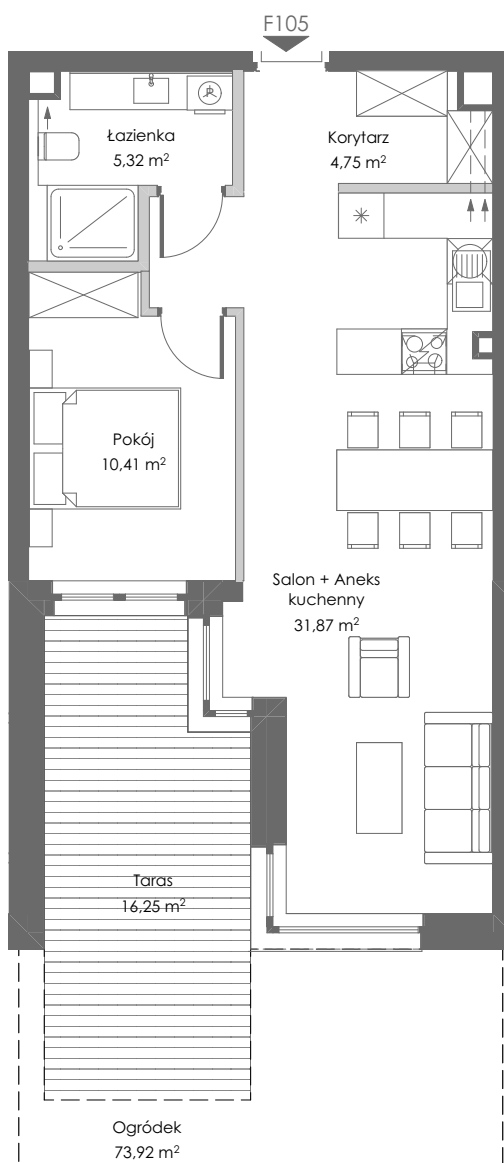 F105
Łazienka
5,32 m²
Korytarz
4,75 m²
Pokój
10,41 m²
Salon + Aneks
kuchenny
31,87 m²
Taras
16,25 m²
Ogródek
73,92 m²